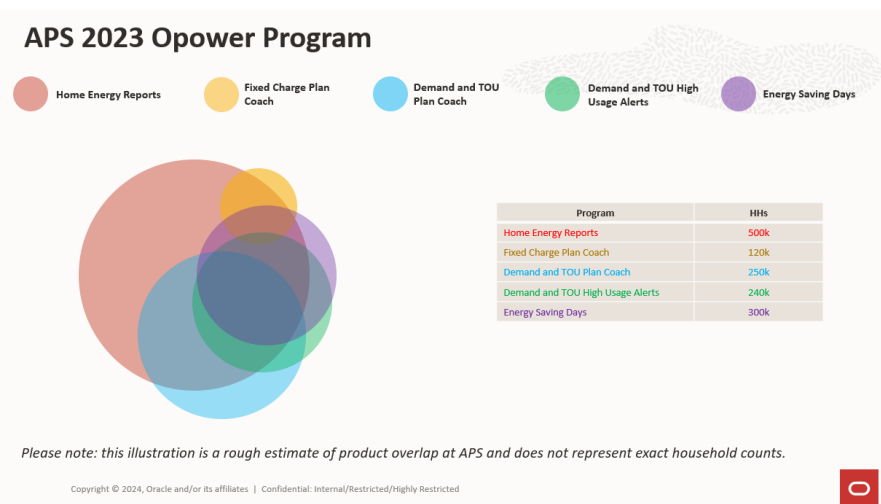 APS 2023 Opower Program
Home Energy Reports
Fixed Charge Plan
Coach
Demand and TOU
Plan Coach
Demand and TOU High
Usage Alerts
Energy Saving Days
Program HHs
Home Energy Reports 500k
Fixed Charge Plan Coach 120k
Demand and TOU Plan Coach 250k
Demand and TOU High Usage Alerts 240k
Energy Saving Days 300k
Please note: this illustration is a rough estimate of product overlap at APS and does not represent exact household counts.
Copyright © 2024, Oracle and/or its affiliates | Confidential: Internal/Restricted/Highly Restricted